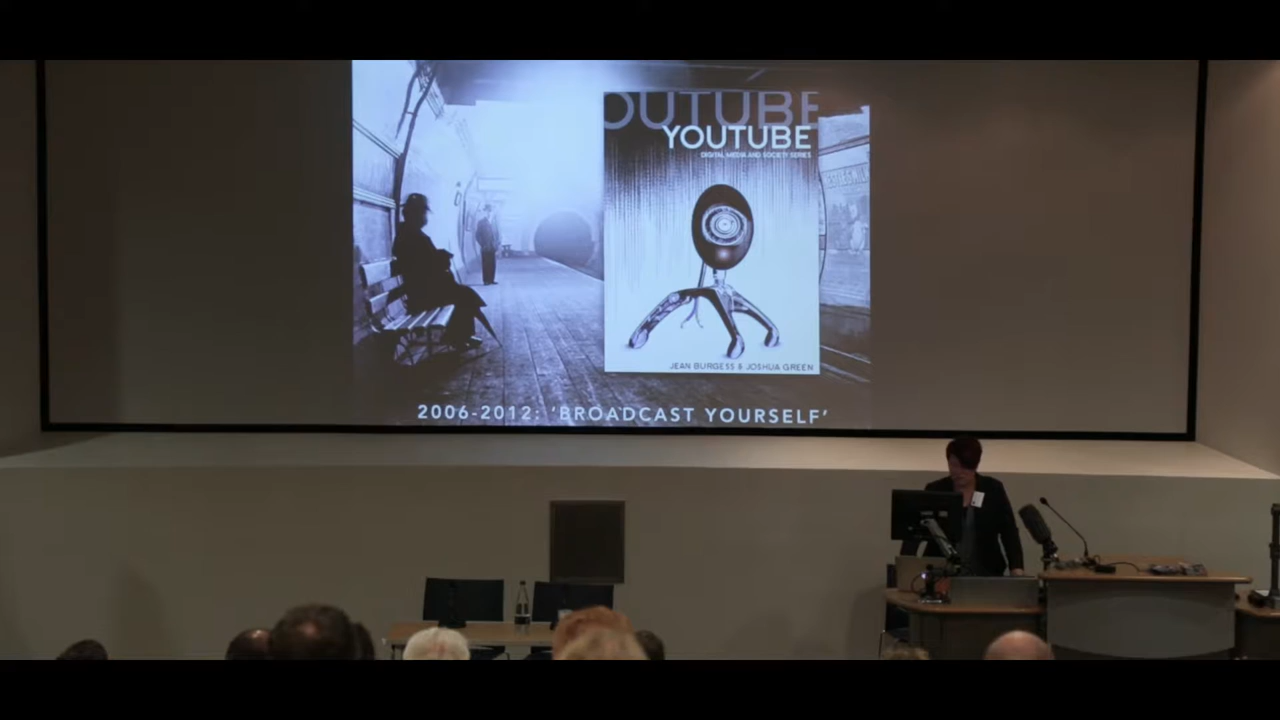 OUTUBE
YOUTUBE
DIGITAL MEDIA AND SOCIETY SERIES
JEAN BURGESS & JOSHUA GREEN
2006-2012: 'BROADCAST YOURSELF'